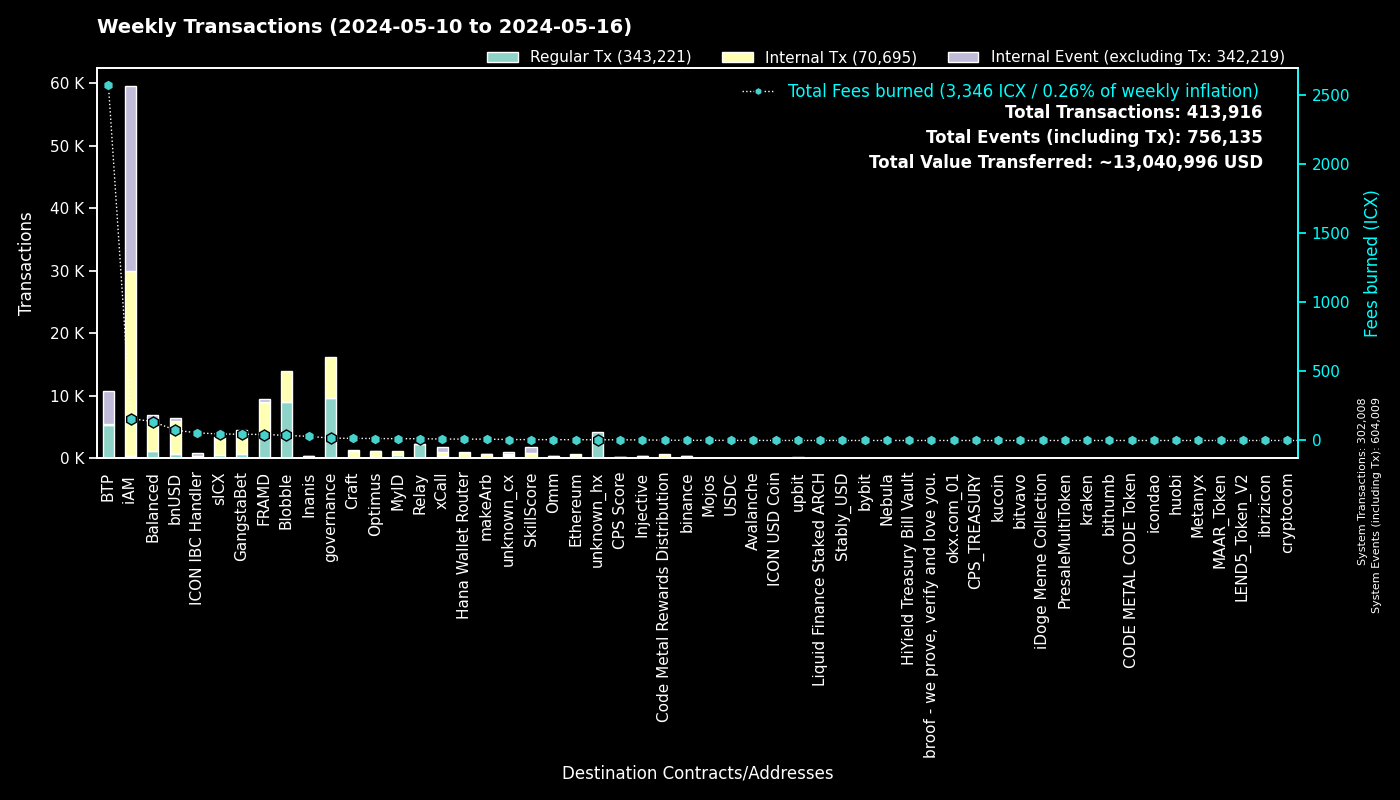 Weekly Transactions (2024-05-10 to 2024-05-16)
Regular Tx (343,221)
Internal Tx (70,695)
Internal Event (excluding Tx: 342,219)
Total Fees burned (3,346 ICX / 0.26% of weekly inflation)
Total Transactions: 413,916
Total Events (including Tx): 756,135
Total Value Transferred: ~13,040,996 USD
Transactions
60 K
50 K
40 K
30 K
20 K
10 K
0 K
2500
2000
1500
1000
500
0
Fees burned (ICX)
System Transactions: 302,008
System Events (including Tx): 604,009
BTP
iAM
Balanced
bnUSD
ICON IBC Handler
sICX
GangstaBet
FRAMD
Blobble
Inanis
governance
Craft
Optimus
MyID
Relay
xCall
Hana Wallet Router
makeArb
unknown_cx
SkillScore
Omm
Ethereum
unknown_hx
CPS Score
Injective
Code Metal Rewards Distribution
binance
Mojos
USDC
Avalanche
ICON USD Coin
upbit
Liquid Finance Staked ARCH
Stably_USD
bybit
Nebula
HiYield Treasury Bill Vault
broof - we prove, verify and love you.
okx.com_01
CPS_TREASURY
kucoin
bitvavo
iDoge Meme Collection
PresaleMultiToken
kraken
bithumb
CODE METAL CODE Token
icondao
huobi
Metanyx
MAAR_Token
LEND5_Token_V2
ibrizicon
cryptocom
Destination Contracts/Addresses